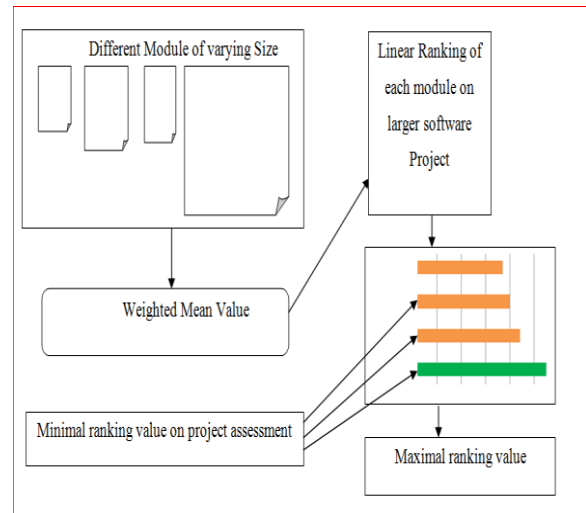 Different Module of varying Size
Linear Ranking of
each module on
larger software
Project
Weighted Mean Value
Minimal ranking value on project assessment
Maximal ranking value